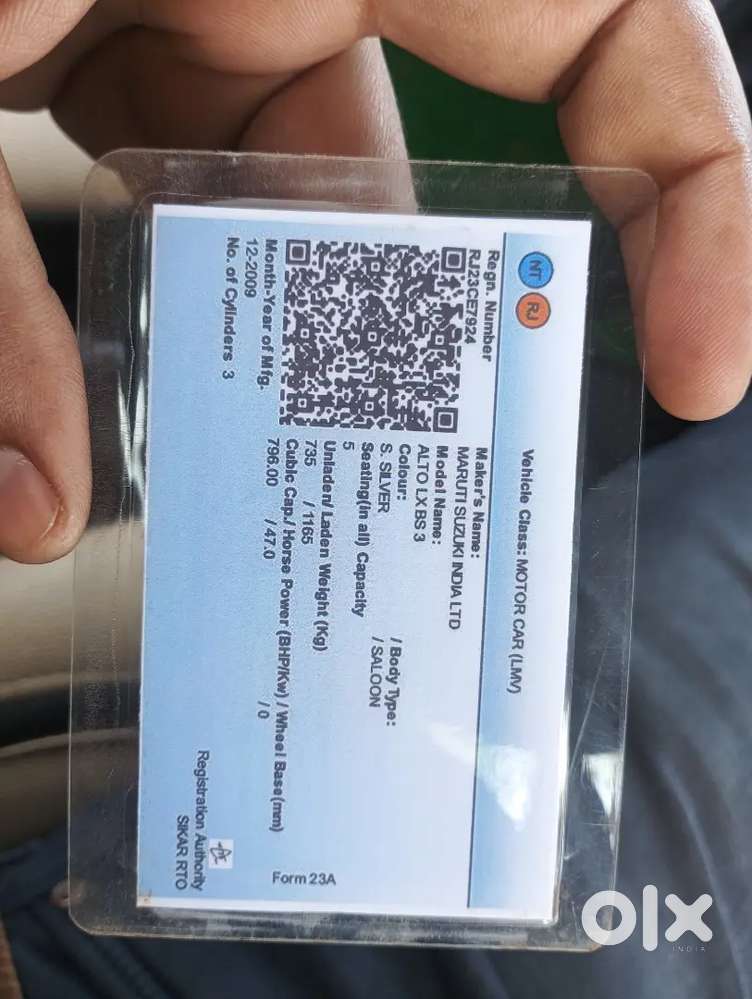 NT RJ
Vehicle Class: MOTOR CAR (LMV)
Regn. Number
RJ23CE7924
Maker's Name:
MARUTI SUZUKI INDIA LTD
Model Name:
ALTO LX BS 3
Colour: / Body Type:
S. SILVER / SALOON
Seating(in all) Capacity
5
Unladen/ Laden Weight (Kg)
735 / 1165
Cubic Cap./ Horse Power (BHP/Kw) / Wheel Base(mm)
796.00 / 47.0 / 0
Month-Year of Mfg.
12-2009
No. of Cylinders 3
Form 23A
Registration Authority
SIKAR RTO
olx
INDIA